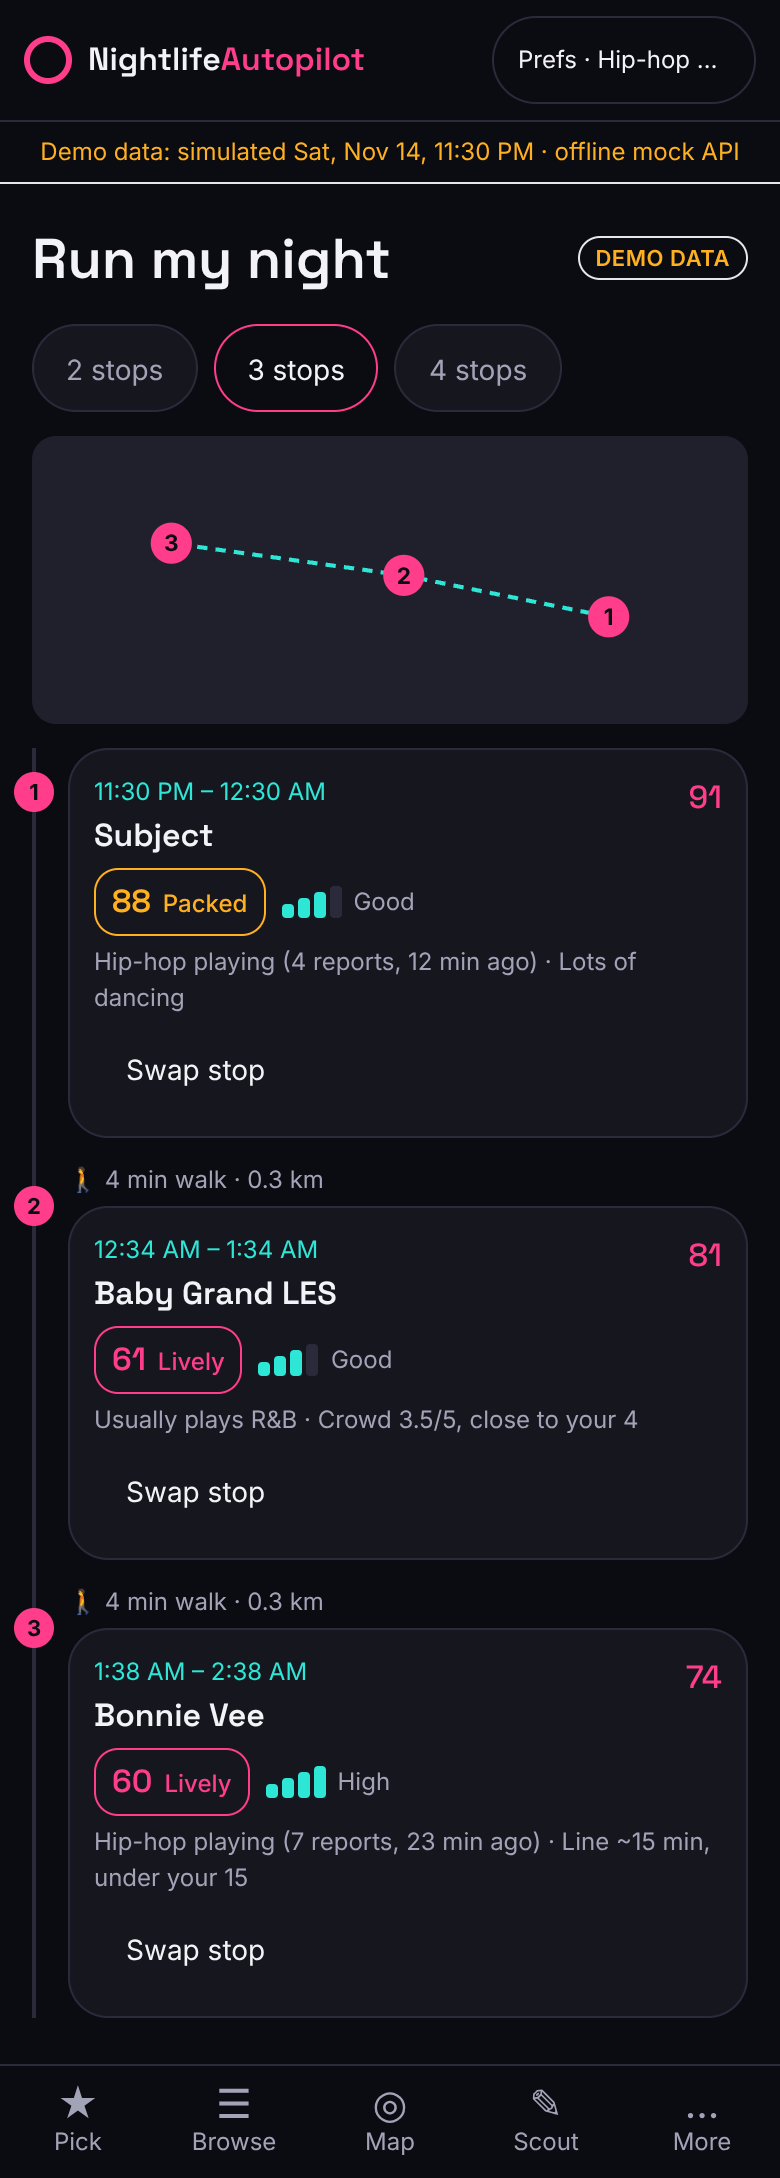 NightlifeAutopilot
Prefs · Hip-hop ...
Demo data: simulated Sat, Nov 14, 11:30 PM · offline mock API
Run my night
DEMO DATA
2 stops
3 stops
4 stops
3
2
1
1
11:30 PM – 12:30 AM
91
Subject
88 Packed
Good
Hip-hop playing (4 reports, 12 min ago) · Lots of
dancing
Swap stop
4 min walk · 0.3 km
2
12:34 AM – 1:34 AM
81
Baby Grand LES
61 Lively
Good
Usually plays R&B · Crowd 3.5/5, close to your 4
Swap stop
4 min walk · 0.3 km
3
1:38 AM – 2:38 AM
74
Bonnie Vee
60 Lively
High
Hip-hop playing (7 reports, 23 min ago) · Line ~15 min,
under your 15
Swap stop
Pick
Browse
Map
Scout
More